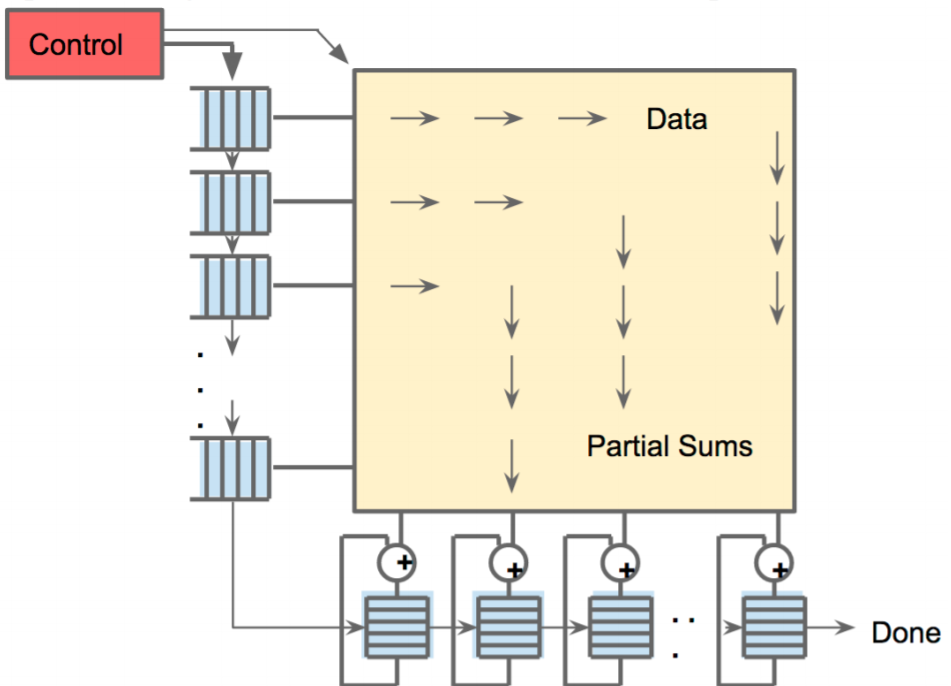 Control
Data
.
.
.
Partial Sums
+
+
+
+
. .
.
Done